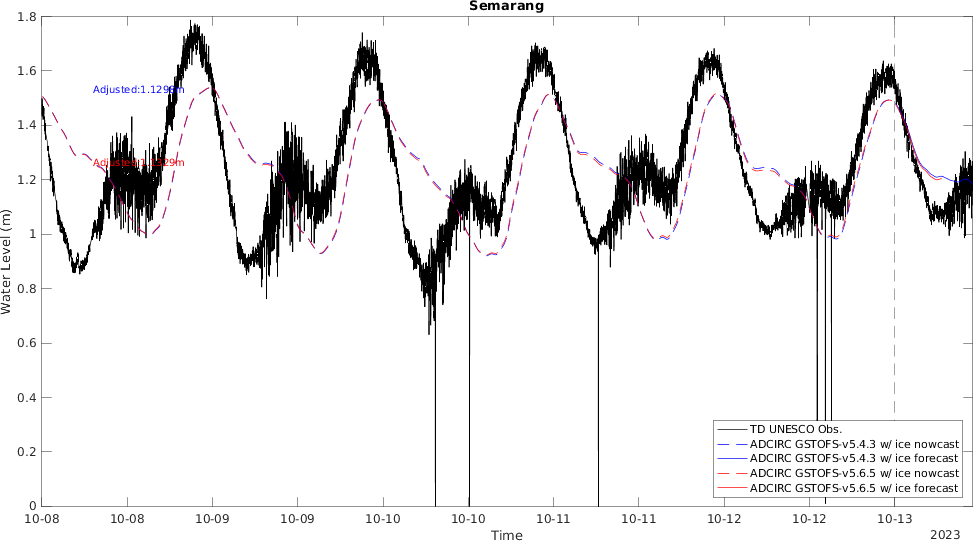 Semarang
1.8
1.6
1.4
1.2
1
0.8
0.6
0.4
0.2
0
Water Level (m)
Adjusted:1.1296m
Adjusted:1.1329m
TD UNESCO Obs.
ADCIRC GSTOFS-v5.4.3 w/ ice nowcast
ADCIRC GSTOFS-v5.4.3 w/ ice forecast
ADCIRC GSTOFS-v5.6.5 w/ ice nowcast
ADCIRC GSTOFS-v5.6.5 w/ ice forecast
10-08 10-08 10-09 10-09 10-10 10-10 10-11 10-11 10-12 10-12 10-13
Time
2023